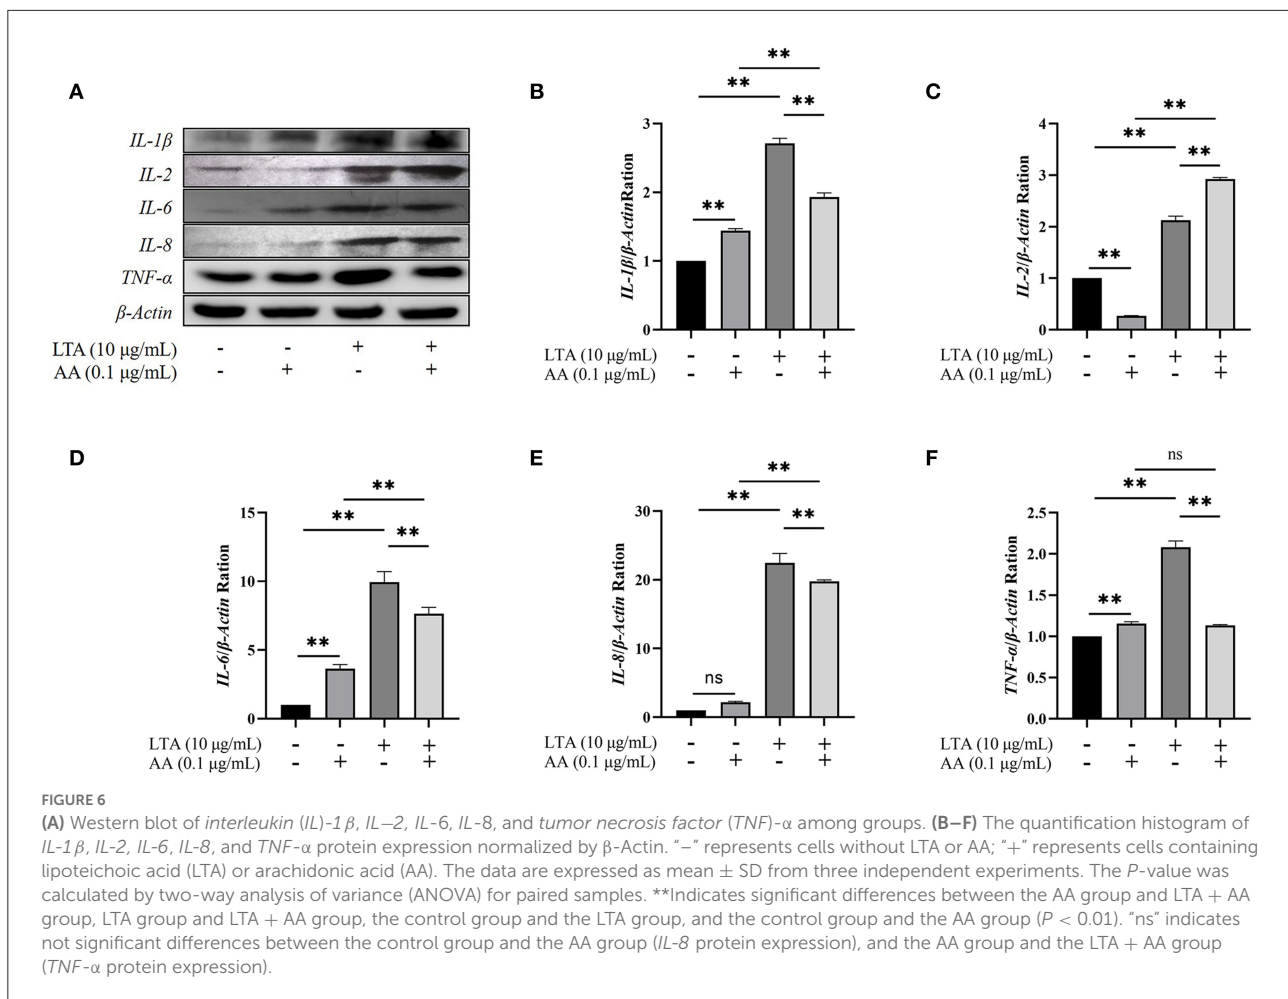 A
IL-1β
IL-2
IL-6
IL-8
TNF-α
β-Actin
LTA (10 μg/mL) - - + +
AA (0.1 μg/mL) - + - +
B
**
**
**
**
IL-1β/β-ActinRation
3
2
1
0
LTA (10 μg/mL) - - + +
AA (0.1 μg/mL) - + - +
C
**
**
**
**
IL-2/β-Actin Ration
4
3
2
1
0
LTA (10 μg/mL) - - + +
AA (0.1 μg/mL) - + - +
D
**
**
**
**
IL-6/β-Actin Ration
15
10
5
0
LTA (10 μg/mL) - - + +
AA (0.1 μg/mL) - + - +
E
**
**
**
ns
IL-8/β-Actin Ration
30
20
10
0
LTA (10 μg/mL) - - + +
AA (0.1 μg/mL) - + - +
F
ns
**
**
**
TNF-α/β-Actin Ration
2.5
2.0
1.5
1.0
0.5
0.0
LTA (10 μg/mL) - - + +
AA (0.1 μg/mL) - + - +
FIGURE 6
(A) Western blot of interleukin (IL)-1β, IL–2, IL-6, IL-8, and tumor necrosis factor (TNF)-α among groups. (B–F) The quantification histogram of
IL-1β, IL-2, IL-6, IL-8, and TNF-α protein expression normalized by β-Actin. “–” represents cells without LTA or AA; “+” represents cells containing
lipoteichoic acid (LTA) or arachidonic acid (AA). The data are expressed as mean ± SD from three independent experiments. The P-value was
calculated by two-way analysis of variance (ANOVA) for paired samples. **Indicates significant differences between the AA group and LTA + AA
group, LTA group and LTA + AA group, the control group and the LTA group, and the control group and the AA group (P < 0.01). “ns” indicates
not significant differences between the control group and the AA group (IL-8 protein expression), and the AA group and the LTA + AA group
(TNF-α protein expression).